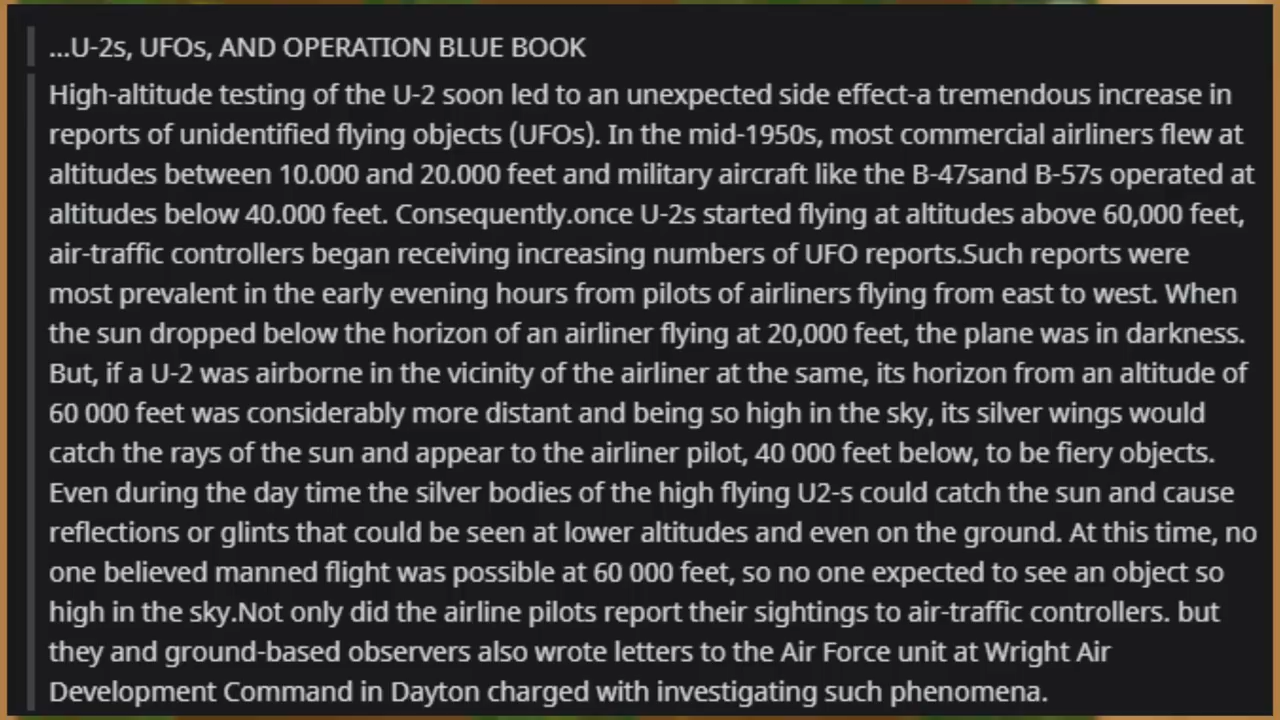 ...U-2s, UFOs, AND OPERATION BLUE BOOK
High-altitude testing of the U-2 soon led to an unexpected side effect-a tremendous increase in
reports of unidentified flying objects (UFOs). In the mid-1950s, most commercial airliners flew at
altitudes between 10.000 and 20.000 feet and military aircraft like the B-47sand B-57s operated at
altitudes below 40.000 feet. Consequently.once U-2s started flying at altitudes above 60,000 feet,
air-traffic controllers began receiving increasing numbers of UFO reports.Such reports were
most prevalent in the early evening hours from pilots of airliners flying from east to west. When
the sun dropped below the horizon of an airliner flying at 20,000 feet, the plane was in darkness.
But, if a U-2 was airborne in the vicinity of the airliner at the same, its horizon from an altitude of
60 000 feet was considerably more distant and being so high in the sky, its silver wings would
catch the rays of the sun and appear to the airliner pilot, 40 000 feet below, to be fiery objects.
Even during the day time the silver bodies of the high flying U2-s could catch the sun and cause
reflections or glints that could be seen at lower altitudes and even on the ground. At this time, no
one believed manned flight was possible at 60 000 feet, so no one expected to see an object so
high in the sky.Not only did the airline pilots report their sightings to air-traffic controllers. but
they and ground-based observers also wrote letters to the Air Force unit at Wright Air
Development Command in Dayton charged with investigating such phenomena.